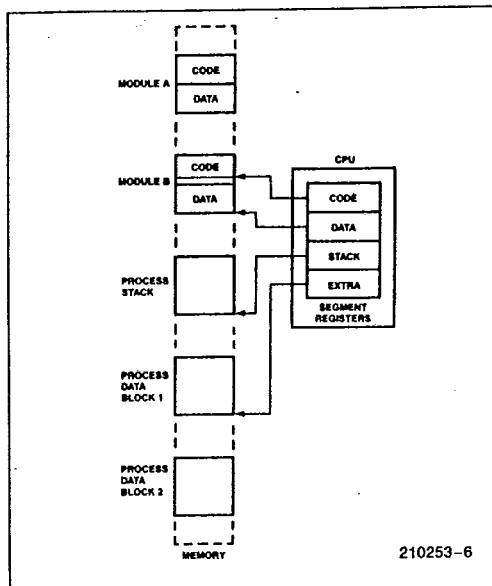 MODULE A
CODE
DATA
MODULE B
CODE
DATA
CPU
CODE
DATA
STACK
EXTRA
SEGMENT
REGISTERS
PROCESS
STACK
PROCESS
DATA
BLOCK 1
PROCESS
DATA
BLOCK 2
MEMORY
210253-6